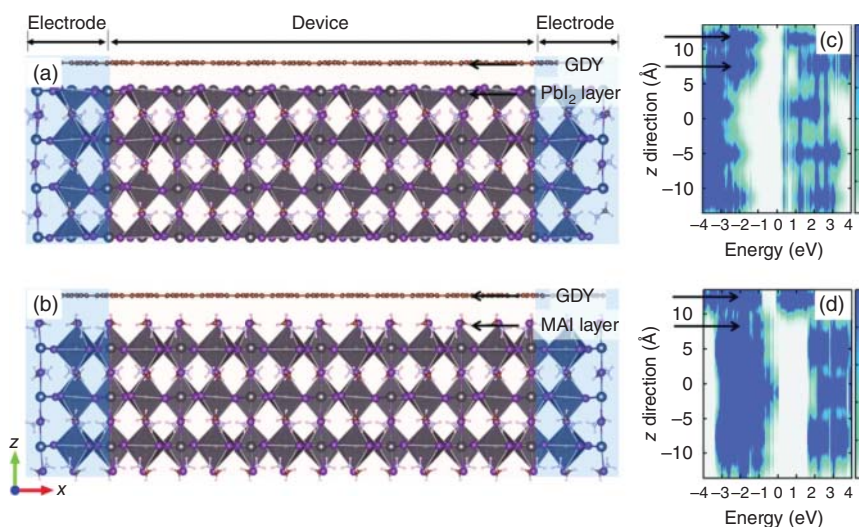 Electrode Device Electrode
(a)
GDY
PbI₂ layer
(b)
GDY
MAI layer
z
x
(c)
z direction (Å)
10
5
0
−5
−10
−4 −3 −2 −1 0 1 2 3 4
Energy (eV)
(d)
z direction (Å)
10
5
0
−5
−10
−4 −3 −2 −1 0 1 2 3 4
Energy (eV)